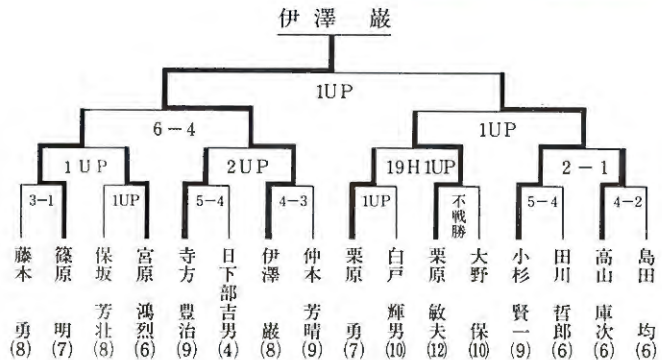 伊澤 巌
1UP
6-4
1UP
1UP
2UP
19H1UP
2-1
3-1
1UP
5-4
4-3
1UP
不戦勝
5-4
4-2
藤木 勇(8)
篠原 明(7)
保坂 芳壮(8)
宮原 鴻烈(6)
寺方 豊治(9)
日下部吉男(4)
伊澤 巌(8)
仲本 芳晴(9)
栗原 勇(7)
白戸 輝男(10)
栗原 敏夫(12)
大野 保(10)
小杉 賢一(9)
田川 哲郎(6)
高山 庫次(6)
島田 均(6)